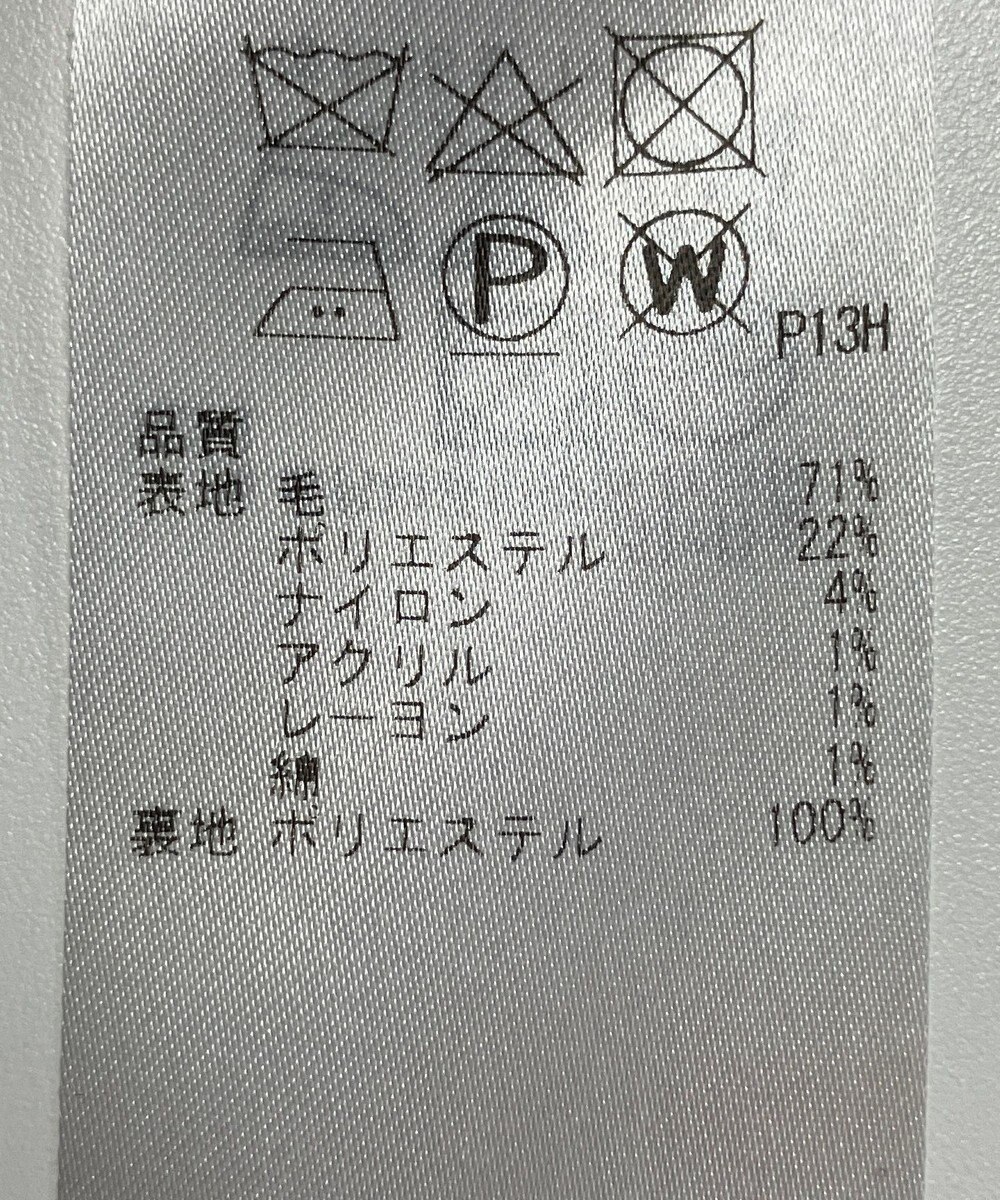 P W P13H
品質
表地 毛 71%
ポリエステル 22%
ナイロン 4%
アクリル 1%
レーヨン 1%
綿 1%
裏地 ポリエステル 100%